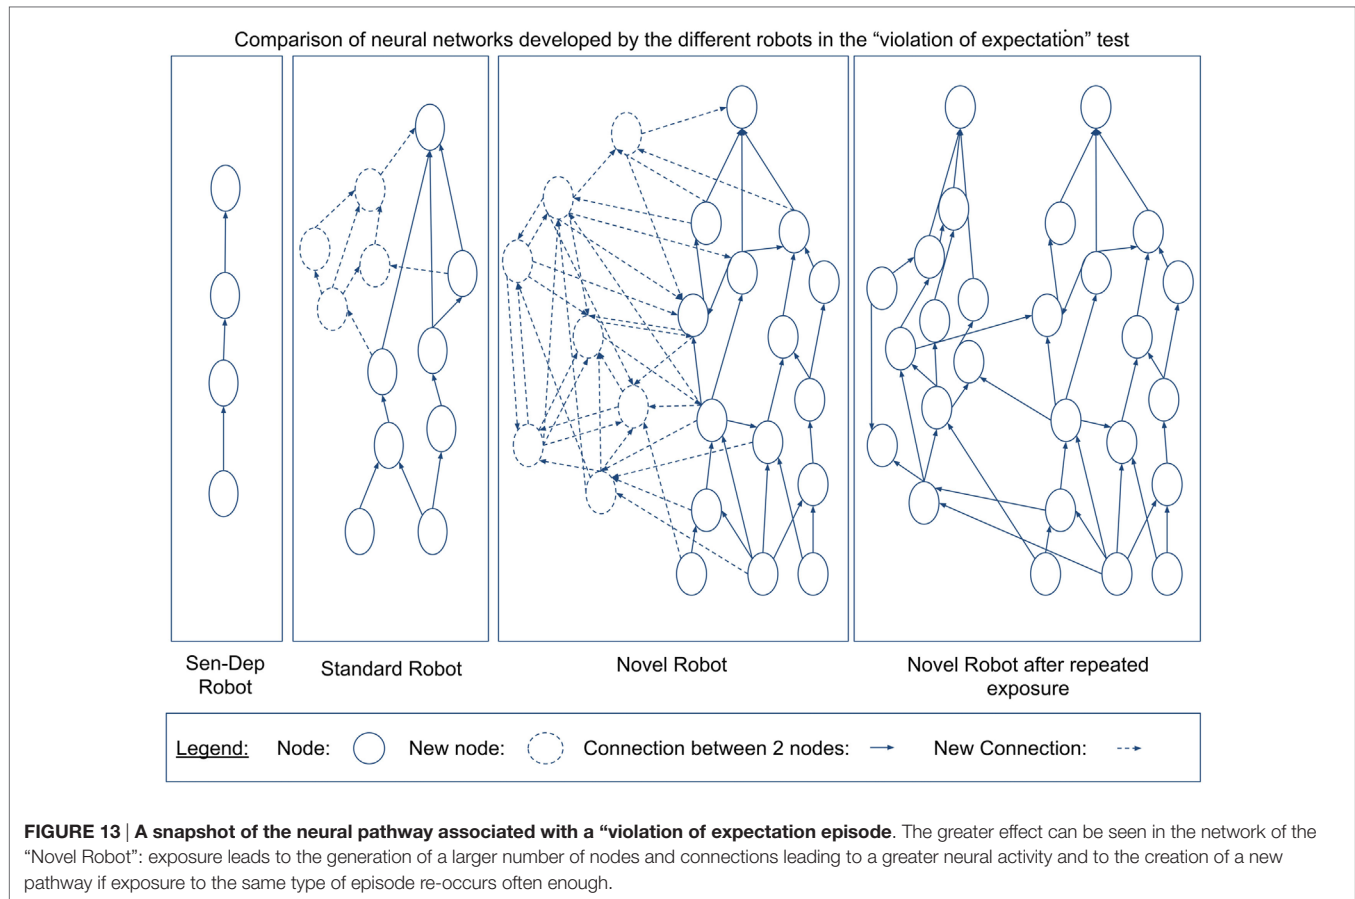 Comparison of neural networks developed by the different robots in the “violation of expectation” test
Sen-Dep
Robot
Standard Robot
Novel Robot
Novel Robot after repeated
exposure
Legend: Node: New node: Connection between 2 nodes: New Connection:
FIGURE 13 | A snapshot of the neural pathway associated with a “violation of expectation episode. The greater effect can be seen in the network of the
“Novel Robot”: exposure leads to the generation of a larger number of nodes and connections leading to a greater neural activity and to the creation of a new
pathway if exposure to the same type of episode re-occurs often enough.